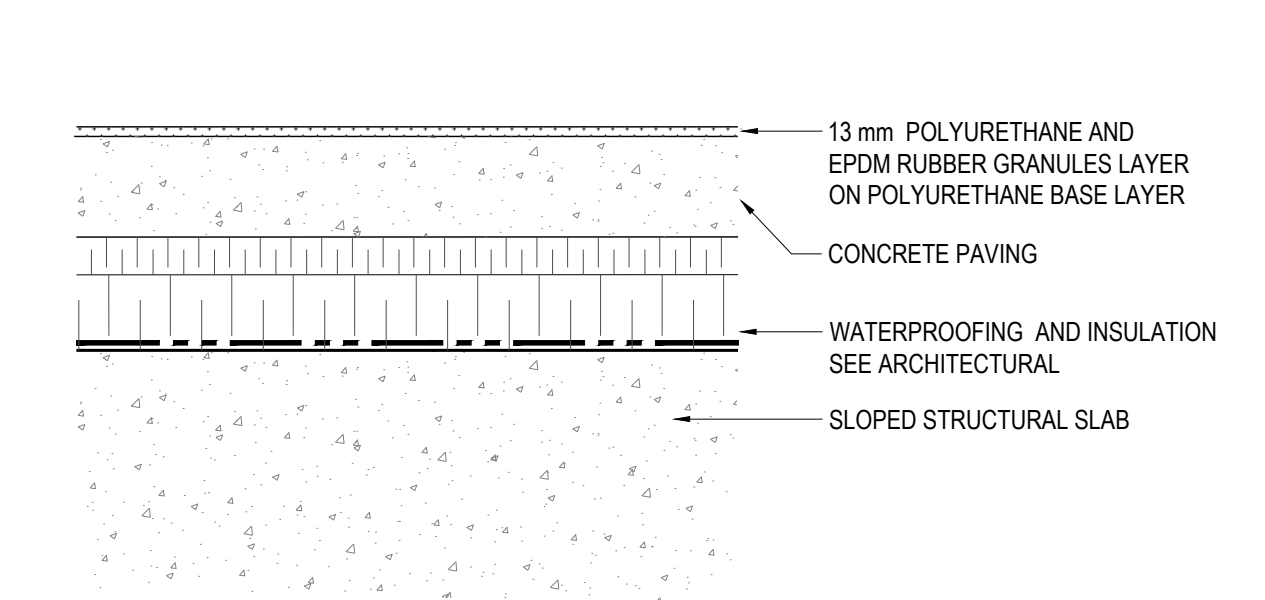 13 mm POLYURETHANE AND
EPDM RUBBER GRANULES LAYER
ON POLYURETHANE BASE LAYER
CONCRETE PAVING
WATERPROOFING AND INSULATION
SEE ARCHITECTURAL
SLOPED STRUCTURAL SLAB